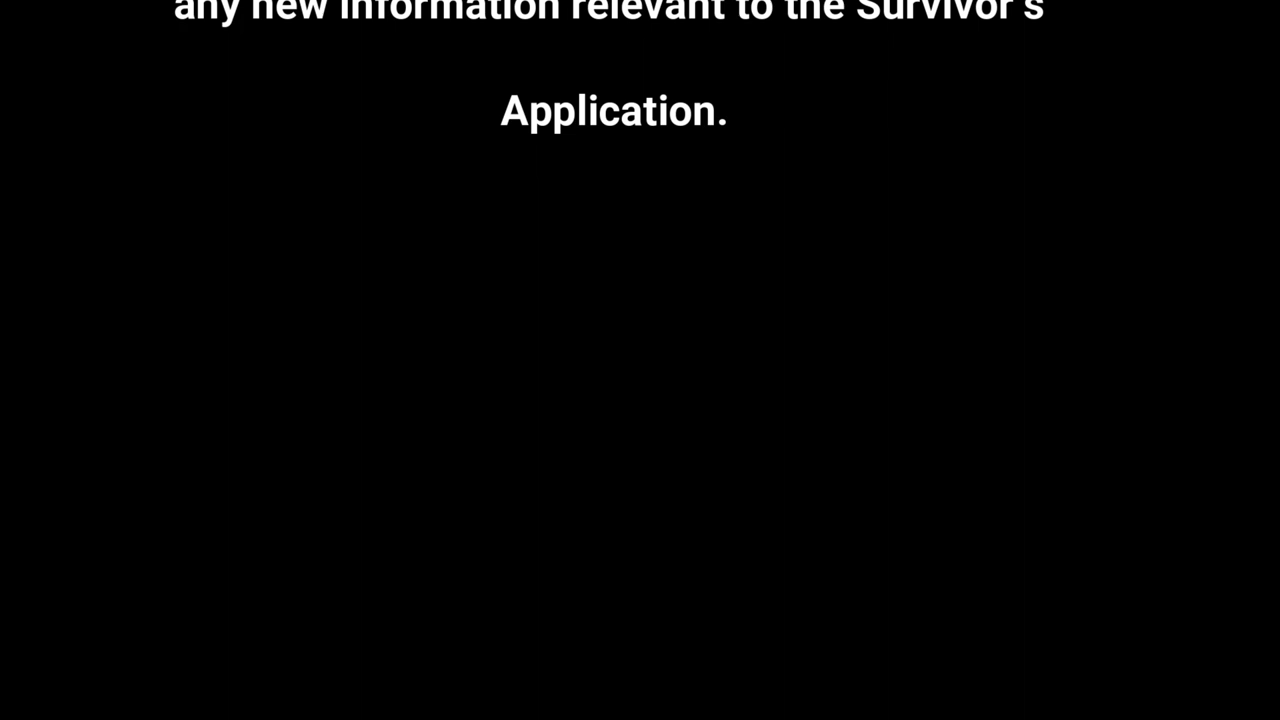 any new information relevant to the Survivor's
Application.